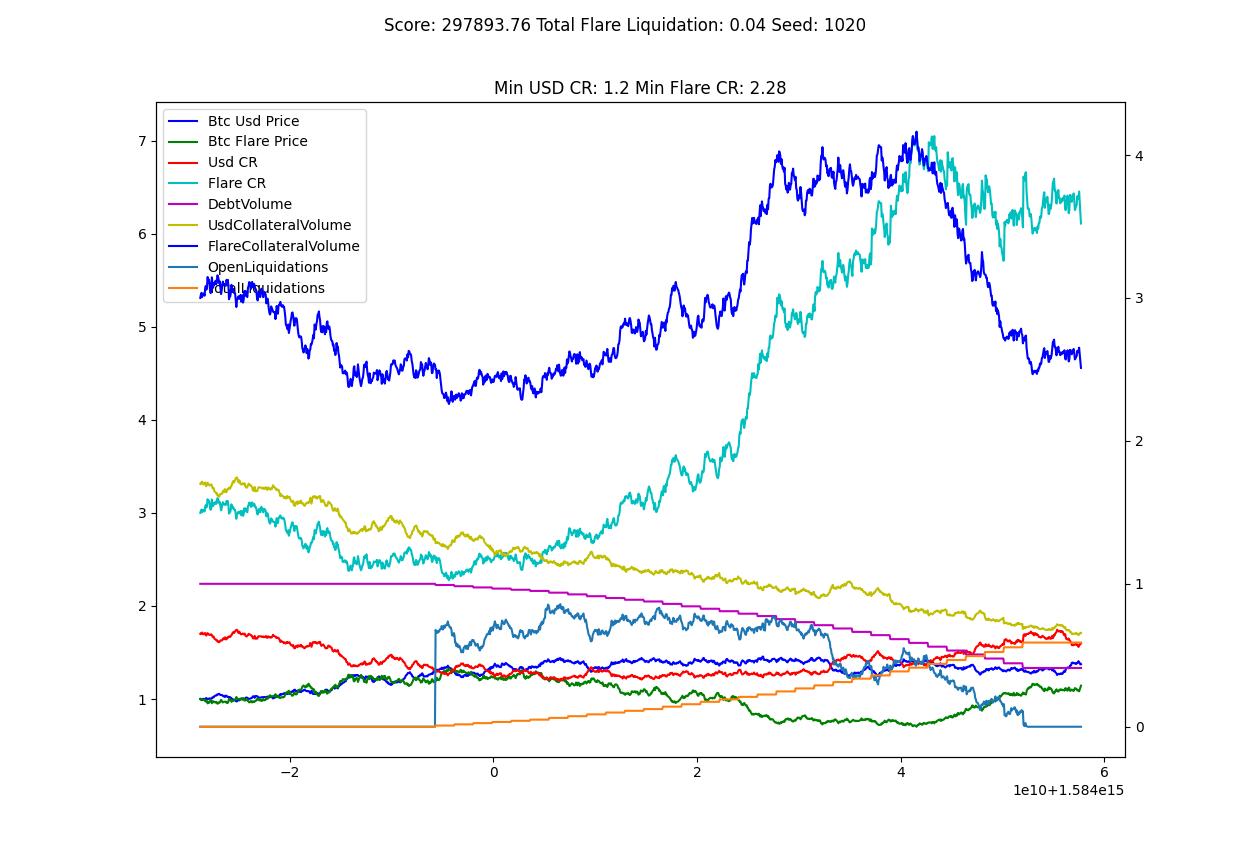 Score: 297893.76 Total Flare Liquidation: 0.04 Seed: 1020
Min USD CR: 1.2 Min Flare CR: 2.28
Btc Usd Price
Btc Flare Price
Usd CR
Flare CR
DebtVolume
UsdCollateralVolume
FlareCollateralVolume
OpenLiquidations
TotalLiquidations
7
6
5
4
3
2
1
4
3
2
1
0
−2
0
2
4
6
1e10+1.584e15